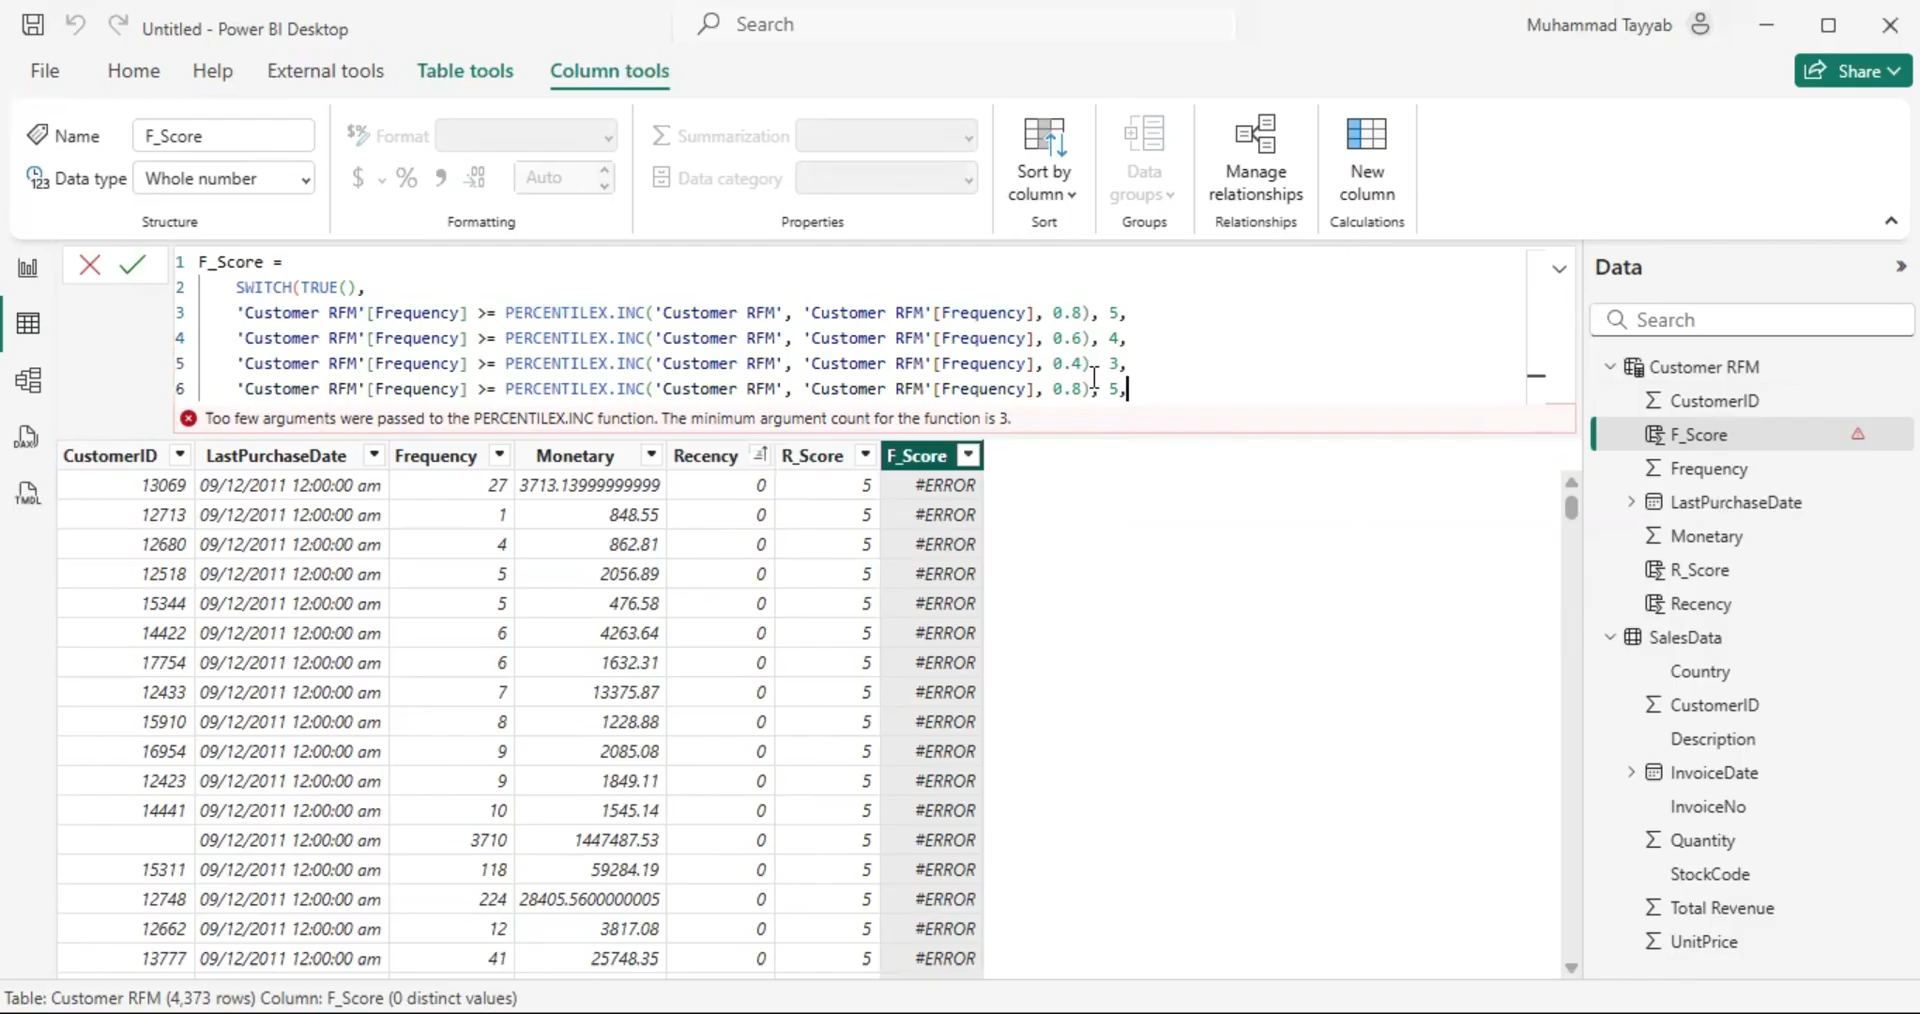 Untitled - Power BI Desktop
Search
Muhammad Tayyab
File Home Help External tools Table tools Column tools
Share
Name F_Score
Data type Whole number
Structure
Format
$ % Auto
Formatting
Summarization
Data category
Properties
Sort by column
Sort
Data groups
Groups
Manage relationships
Relationships
New column
Calculations
1 F_Score =
2 SWITCH(TRUE(),
3 'Customer RFM'[Frequency] >= PERCENTILEX.INC('Customer RFM', 'Customer RFM'[Frequency], 0.8), 5,
4 'Customer RFM'[Frequency] >= PERCENTILEX.INC('Customer RFM', 'Customer RFM'[Frequency], 0.6), 4,
5 'Customer RFM'[Frequency] >= PERCENTILEX.INC('Customer RFM', 'Customer RFM'[Frequency], 0.4), 3,
6 'Customer RFM'[Frequency] >= PERCENTILEX.INC('Customer RFM', 'Customer RFM'[Frequency], 0.8), 5,
Too few arguments were passed to the PERCENTILEX.INC function. The minimum argument count for the function is 3.
CustomerID LastPurchaseDate Frequency Monetary Recency R_Score F_Score
13069 09/12/2011 12:00:00 am 27 3713.13999999999 0 5 #ERROR
12713 09/12/2011 12:00:00 am 1 848.55 0 5 #ERROR
12680 09/12/2011 12:00:00 am 4 862.81 0 5 #ERROR
12518 09/12/2011 12:00:00 am 5 2056.89 0 5 #ERROR
15344 09/12/2011 12:00:00 am 5 476.58 0 5 #ERROR
14422 09/12/2011 12:00:00 am 6 4263.64 0 5 #ERROR
17754 09/12/2011 12:00:00 am 6 1632.31 0 5 #ERROR
12433 09/12/2011 12:00:00 am 7 13375.87 0 5 #ERROR
15910 09/12/2011 12:00:00 am 8 1228.88 0 5 #ERROR
16954 09/12/2011 12:00:00 am 9 2085.08 0 5 #ERROR
12423 09/12/2011 12:00:00 am 9 1849.11 0 5 #ERROR
14441 09/12/2011 12:00:00 am 10 1545.14 0 5 #ERROR
09/12/2011 12:00:00 am 3710 1447487.53 0 5 #ERROR
15311 09/12/2011 12:00:00 am 118 59284.19 0 5 #ERROR
12748 09/12/2011 12:00:00 am 224 28405.5600000005 0 5 #ERROR
12662 09/12/2011 12:00:00 am 12 3817.08 0 5 #ERROR
13777 09/12/2011 12:00:00 am 41 25748.35 0 5 #ERROR
Data
Search
Customer RFM
CustomerID
F_Score
Frequency
LastPurchaseDate
Monetary
R_Score
Recency
SalesData
Country
CustomerID
Description
InvoiceDate
InvoiceNo
Quantity
StockCode
Total Revenue
UnitPrice
DAX
TMDL
Table: Customer RFM (4,373 rows) Column: F_Score (0 distinct values)